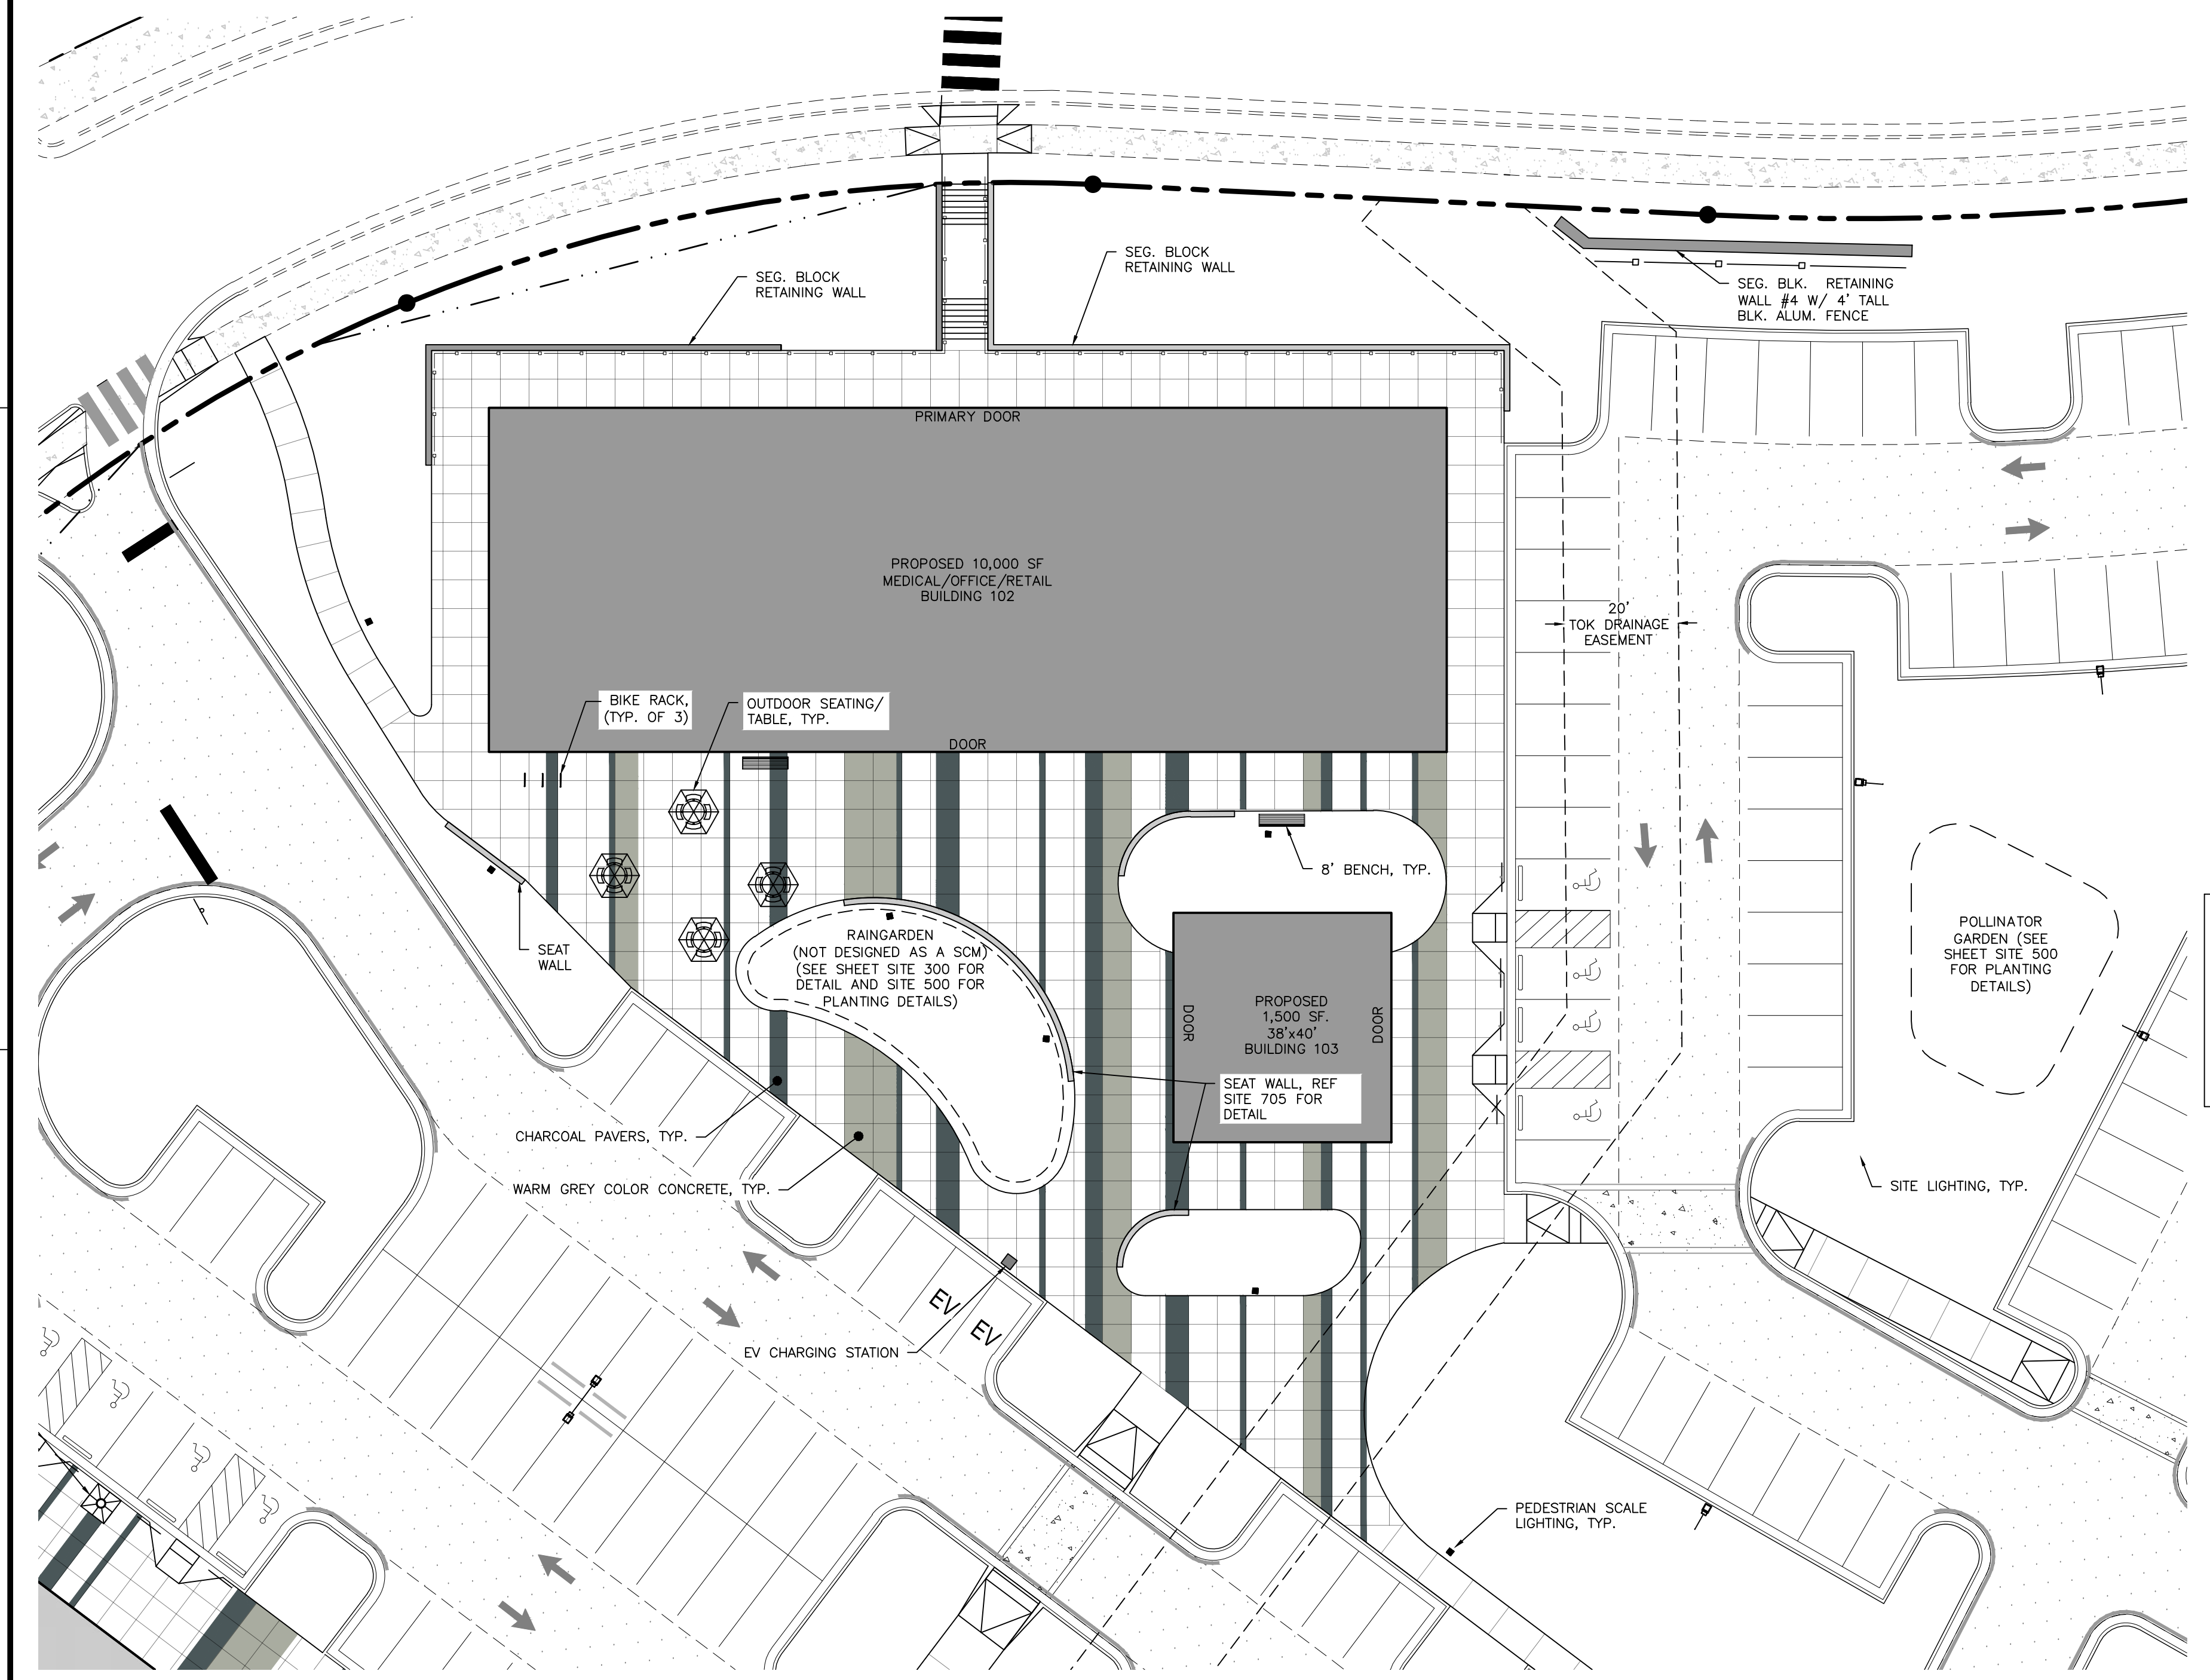 SEG. BLOCK
RETAINING WALL
SEG. BLOCK
RETAINING WALL
SEG. BLK. RETAINING
WALL #4 W/ 4' TALL
BLK. ALUM. FENCE
PRIMARY DOOR
PROPOSED 10,000 SF
MEDICAL/OFFICE/RETAIL
BUILDING 102
20'
TOK DRAINAGE
EASEMENT
BIKE RACK,
(TYP. OF 3)
OUTDOOR SEATING/
TABLE, TYP.
DOOR
8' BENCH, TYP.
SEAT
WALL
RAINGARDEN
(NOT DESIGNED AS A SCM)
(SEE SHEET SITE 300 FOR
DETAIL AND SITE 500 FOR
PLANTING DETAILS)
POLLINATOR
GARDEN (SEE
SHEET SITE 500
FOR PLANTING
DETAILS)
DOOR
PROPOSED
1,500 SF.
38'x40'
BUILDING 103
DOOR
SEAT WALL, REF
SITE 705 FOR
DETAIL
CHARCOAL PAVERS, TYP.
WARM GREY COLOR CONCRETE, TYP.
SITE LIGHTING, TYP.
EV
EV
EV CHARGING STATION
PEDESTRIAN SCALE
LIGHTING, TYP.